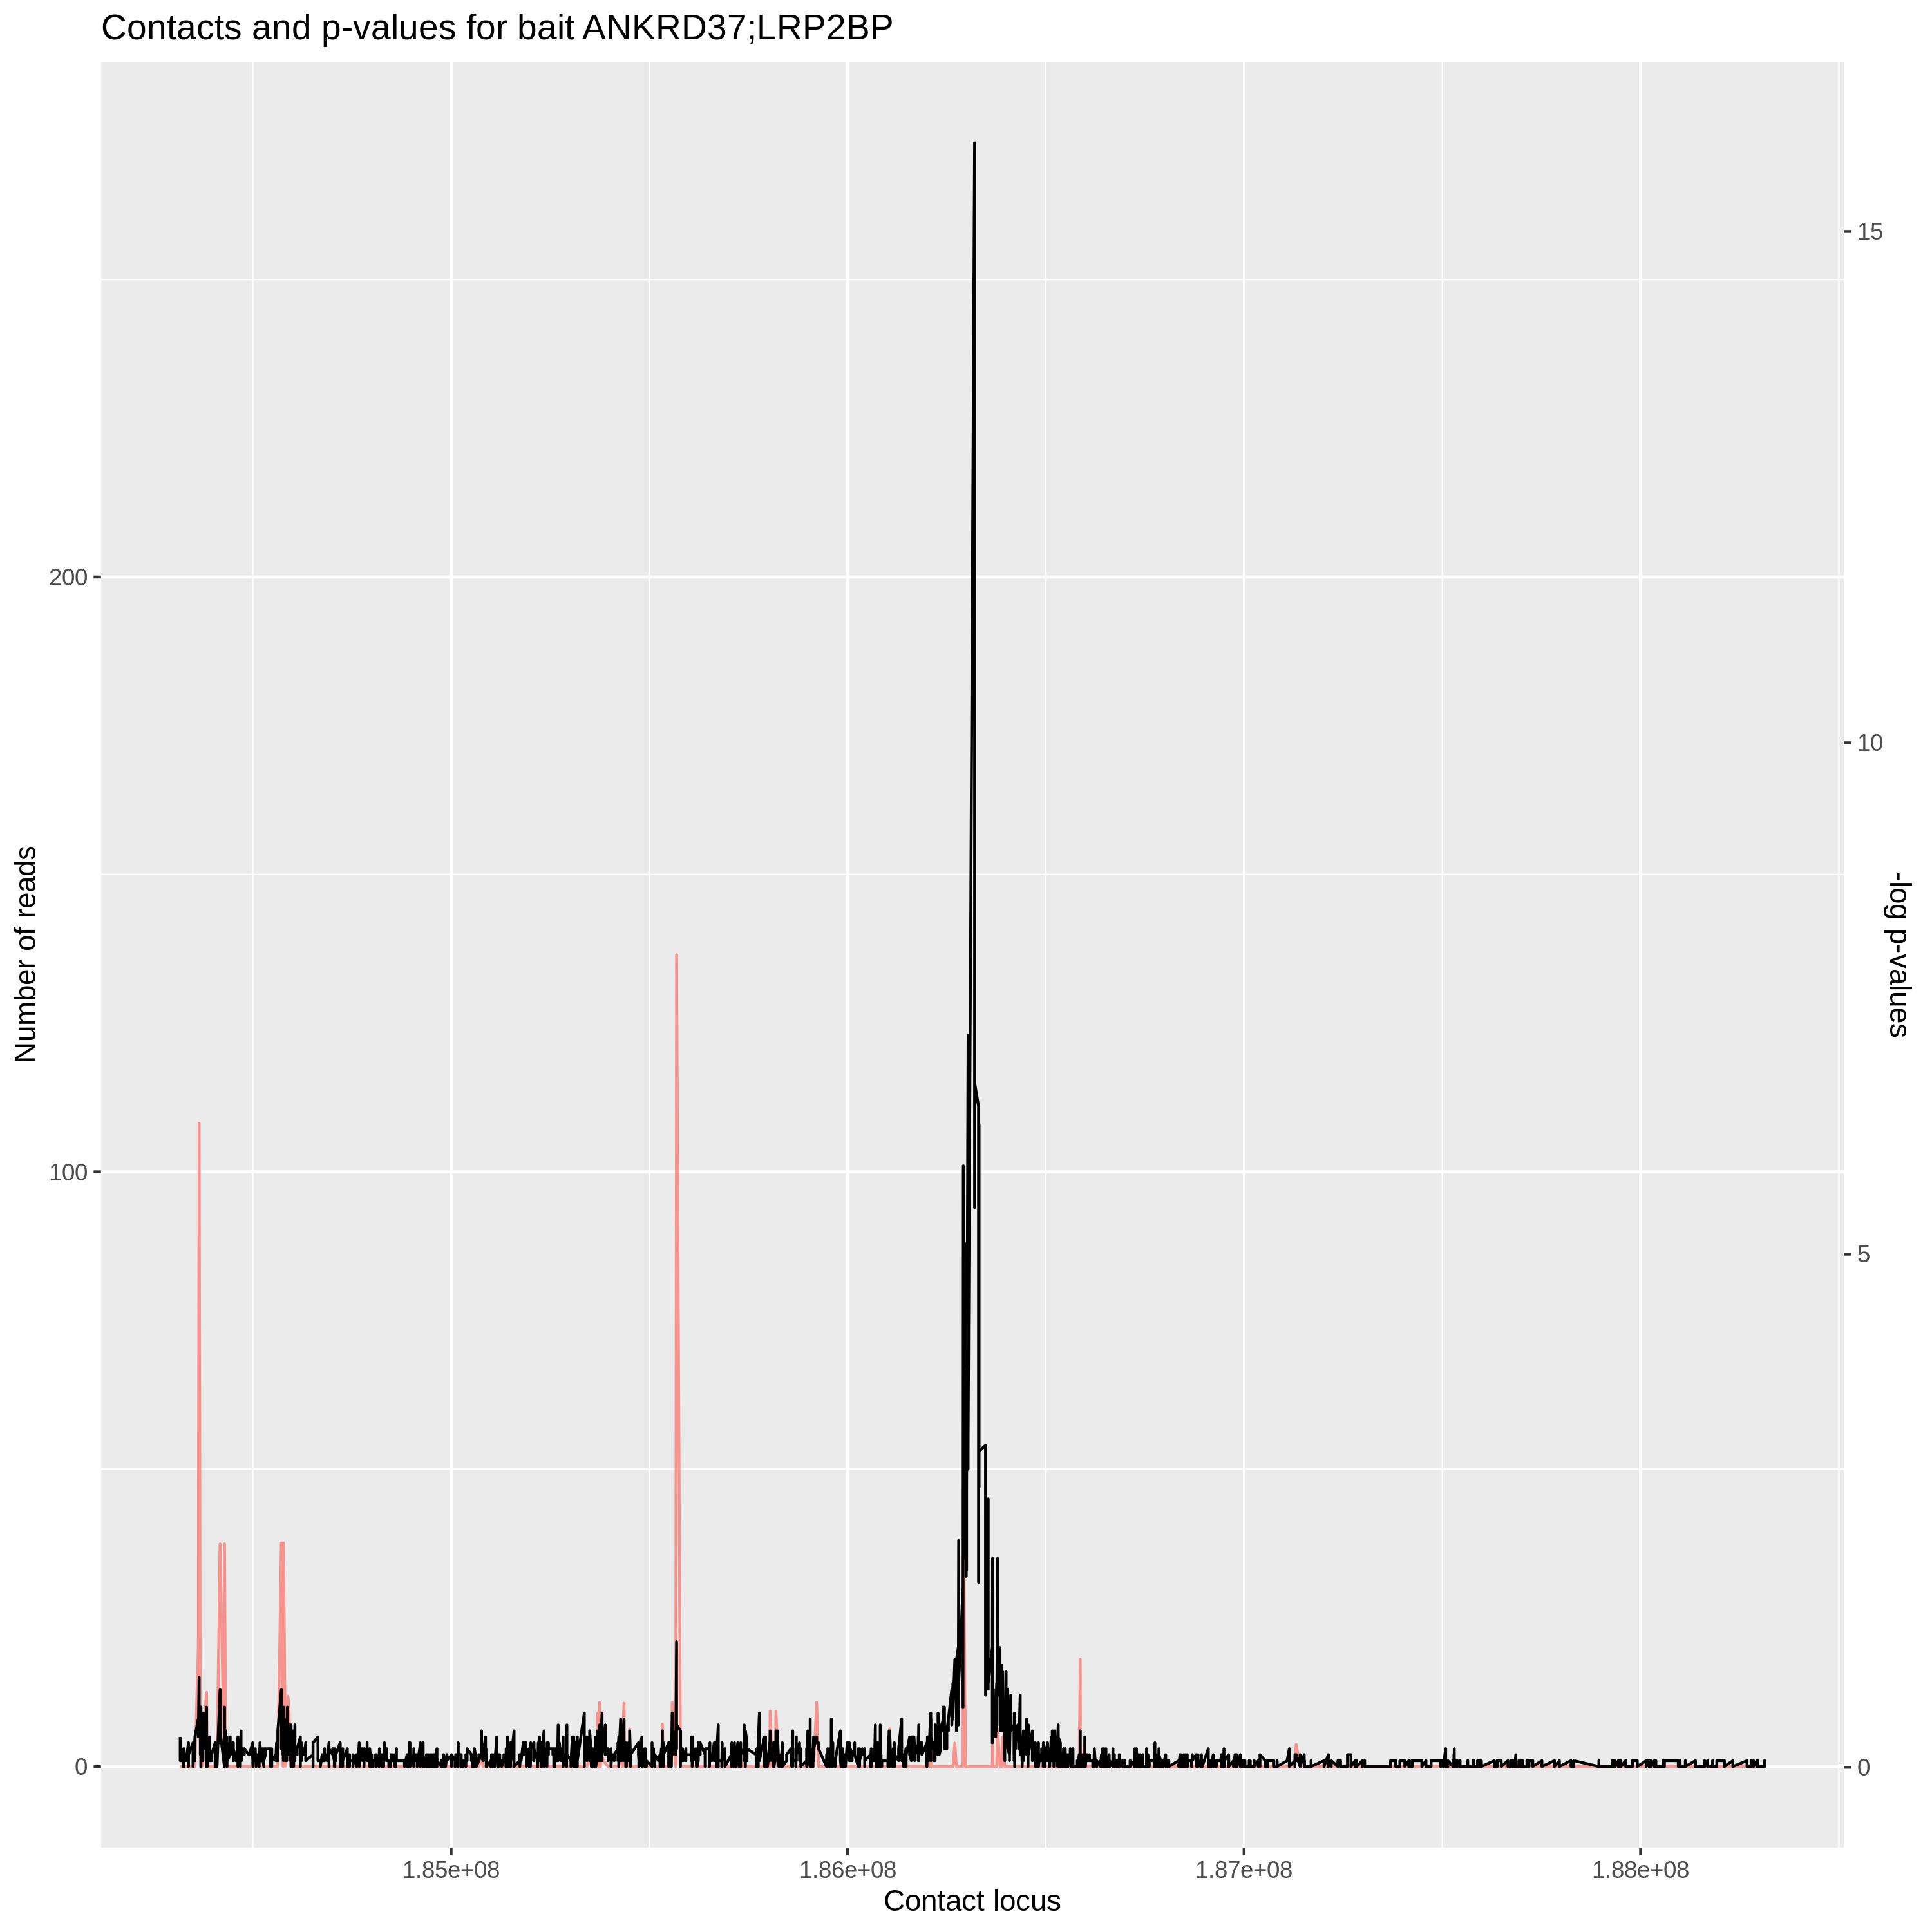 Contacts and p-values for bait ANKRD37;LRP2BP
Number of reads
200
100
0
15
10
5
0
-log p-values
1.85e+08 1.86e+08 1.87e+08 1.88e+08
Contact locus